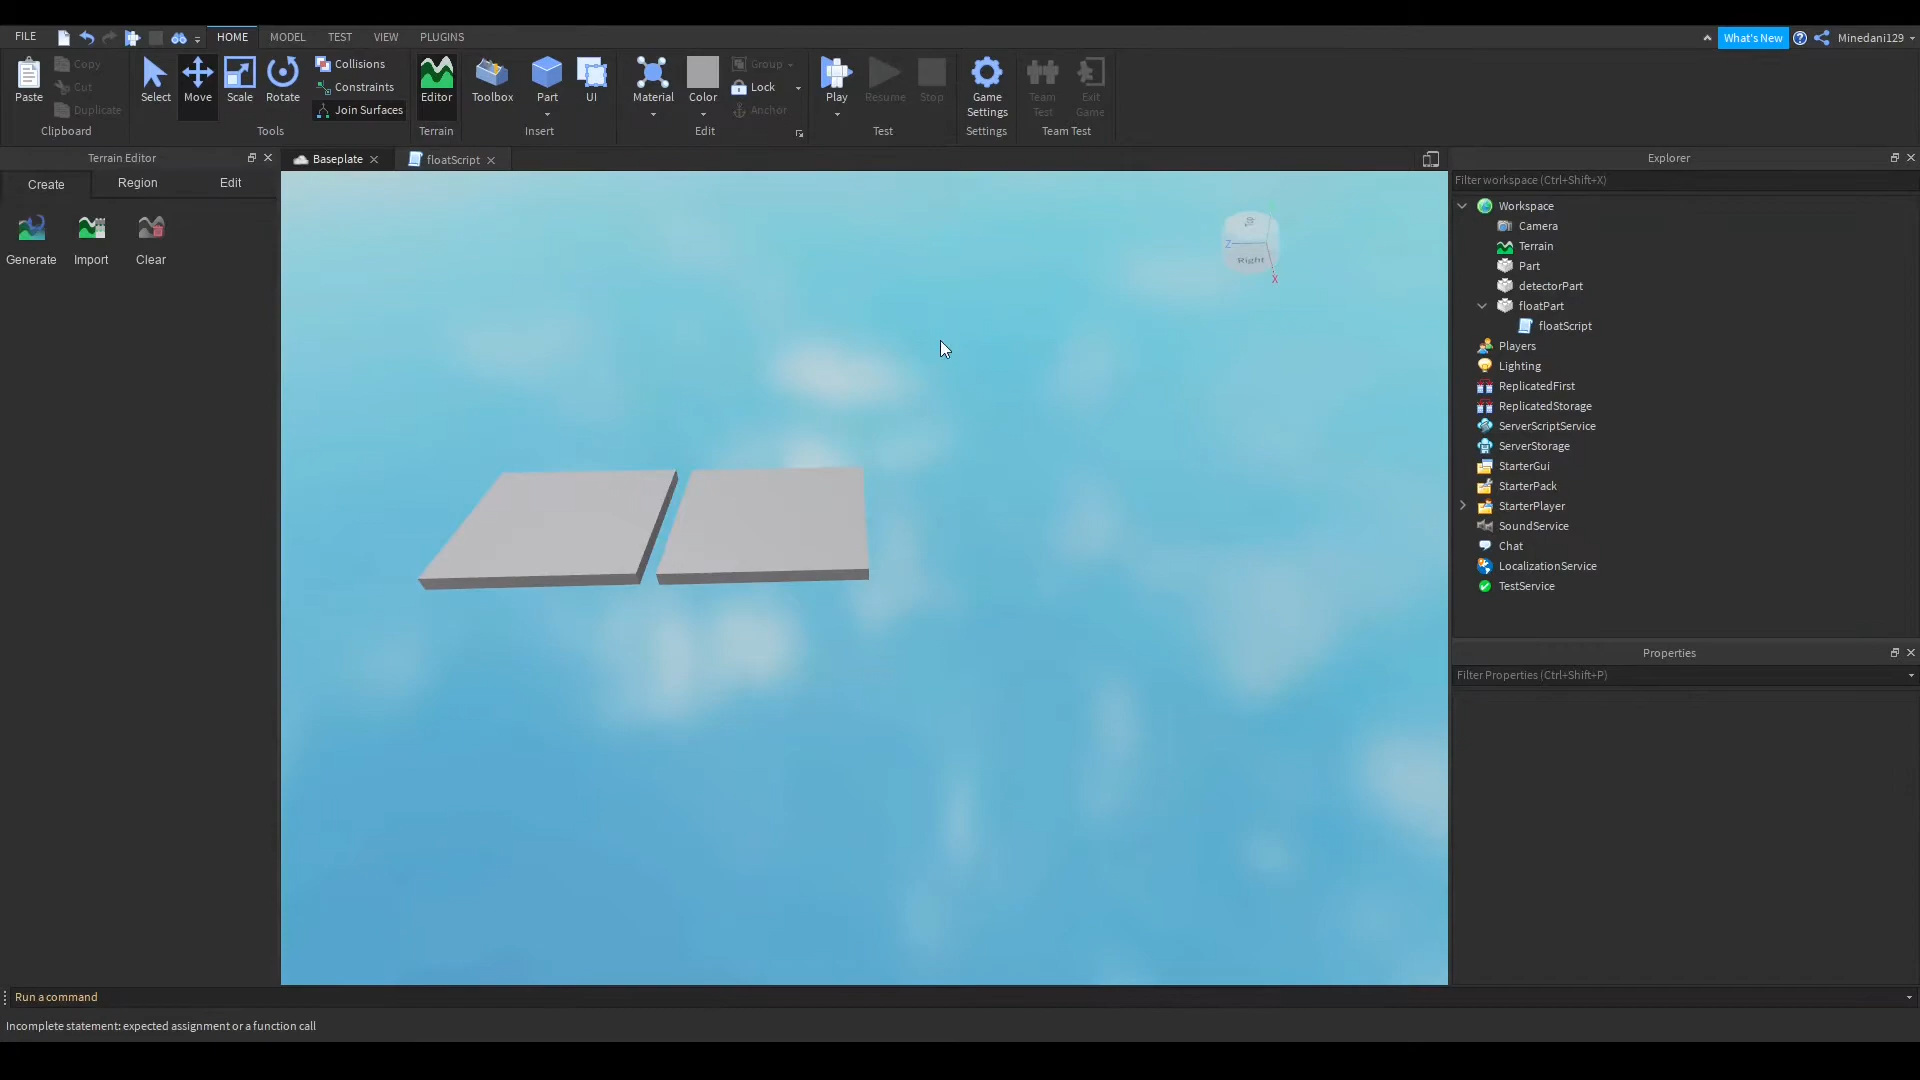 FILE HOME MODEL TEST VIEW PLUGINS What's New Minedani129
Paste Copy Cut Duplicate Clipboard
Select Move Scale Rotate Collisions Constraints Join Surfaces Tools
Editor Terrain
Toolbox Part UI Insert
Material Color Group Lock Anchor Edit
Play Resume Stop Test
Game Settings Settings
Team Test Exit Game Team Test
Terrain Editor
Create Region Edit
Generate Import Clear
Baseplate floatScript
Z Right X
Explorer
Filter workspace (Ctrl+Shift+X)
Workspace
Camera
Terrain
Part
detectorPart
floatPart
floatScript
Players
Lighting
ReplicatedFirst
ReplicatedStorage
ServerScriptService
ServerStorage
StarterGui
StarterPack
StarterPlayer
SoundService
Chat
LocalizationService
TestService
Properties
Filter Properties (Ctrl+Shift+P)
Run a command
Incomplete statement: expected assignment or a function call